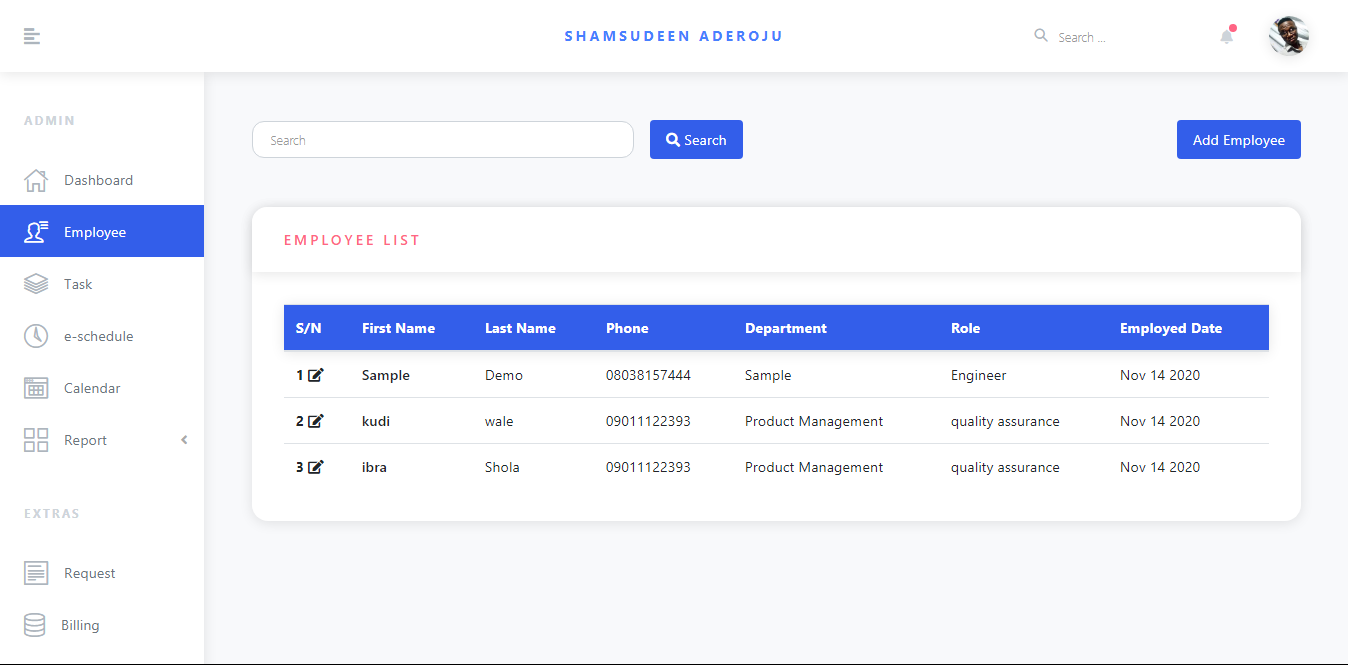 SHAMSUDEEN ADEROJU
Search ...
ADMIN
Dashboard
Employee
Task
e-schedule
Calendar
Report
EXTRAS
Request
Billing
Search
Search
Add Employee
EMPLOYEE LIST
S/N First Name Last Name Phone Department Role Employed Date
1 Sample Demo 08038157444 Sample Engineer Nov 14 2020
2 kudi wale 09011122393 Product Management quality assurance Nov 14 2020
3 ibra Shola 09011122393 Product Management quality assurance Nov 14 2020